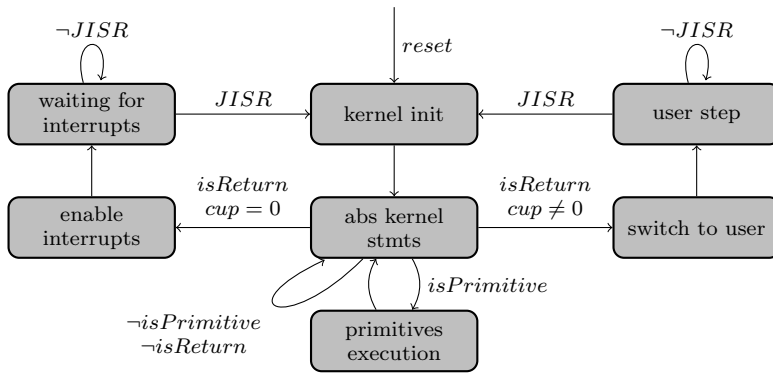 ¬JISR
reset
¬JISR
waiting for
interrupts
JISR
kernel init
JISR
user step
isReturn
cup = 0
isReturn
cup ≠ 0
enable
interrupts
abs kernel
stmts
switch to user
isPrimitive
¬isPrimitive
¬isReturn
primitives
execution